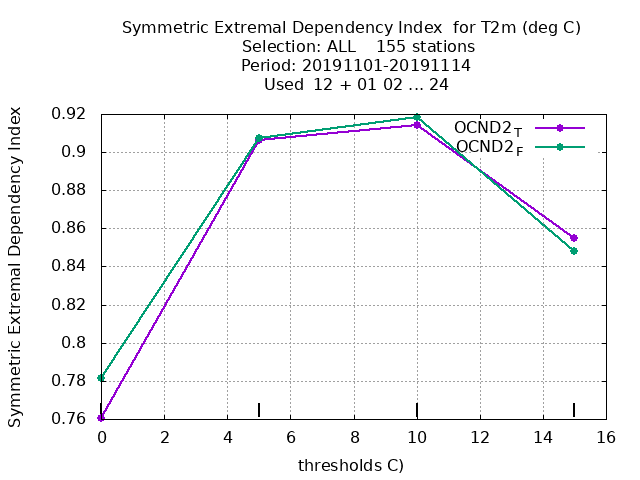 Symmetric Extremal Dependency Index  for T2m (deg C)
Selection: ALL    155 stations
Period: 20191101-20191114
Used  12 + 01 02 ... 24
Symmetric Extremal Dependency Index
0.92
0.9
0.88
0.86
0.84
0.82
0.8
0.78
0.76
OCND2T
OCND2F
0 2 4 6 8 10 12 14 16
thresholds C)